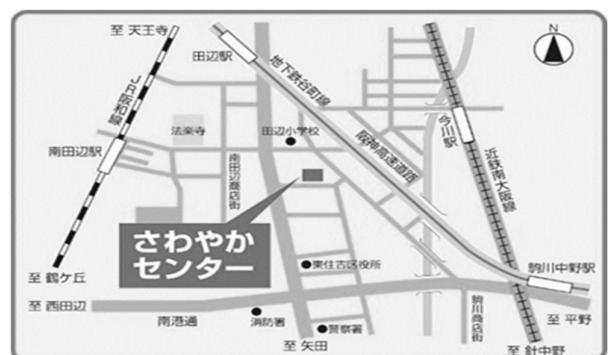 至 天王寺
田辺駅
N
地下鉄谷町線
JR阪和線
法楽寺
田辺小学校
今川駅
南田辺駅
南田辺商店街
阪神高速道路
近鉄南大阪線
さわやか
センター
至 鶴ケ丘
東住吉区役所
駒川中野駅
至 西田辺
南港通
消防署
警察署
駒川商店街
至 平野
至 矢田
至 針中野